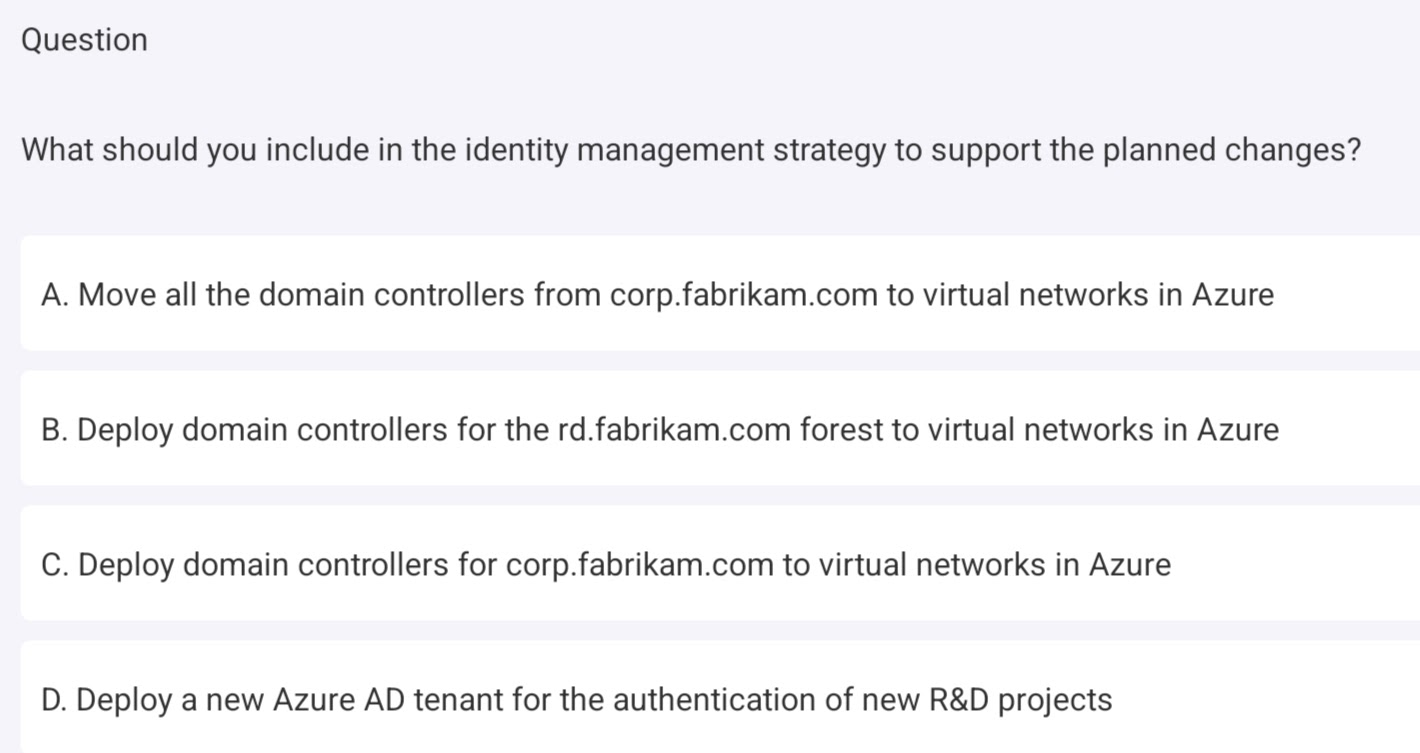 Question
What should you include in the identity management strategy to support the planned changes?
A. Move all the domain controllers from corp.fabrikam.com to virtual networks in Azure
B. Deploy domain controllers for the rd.fabrikam.com forest to virtual networks in Azure
C. Deploy domain controllers for corp.fabrikam.com to virtual networks in Azure
D. Deploy a new Azure AD tenant for the authentication of new R&D projects